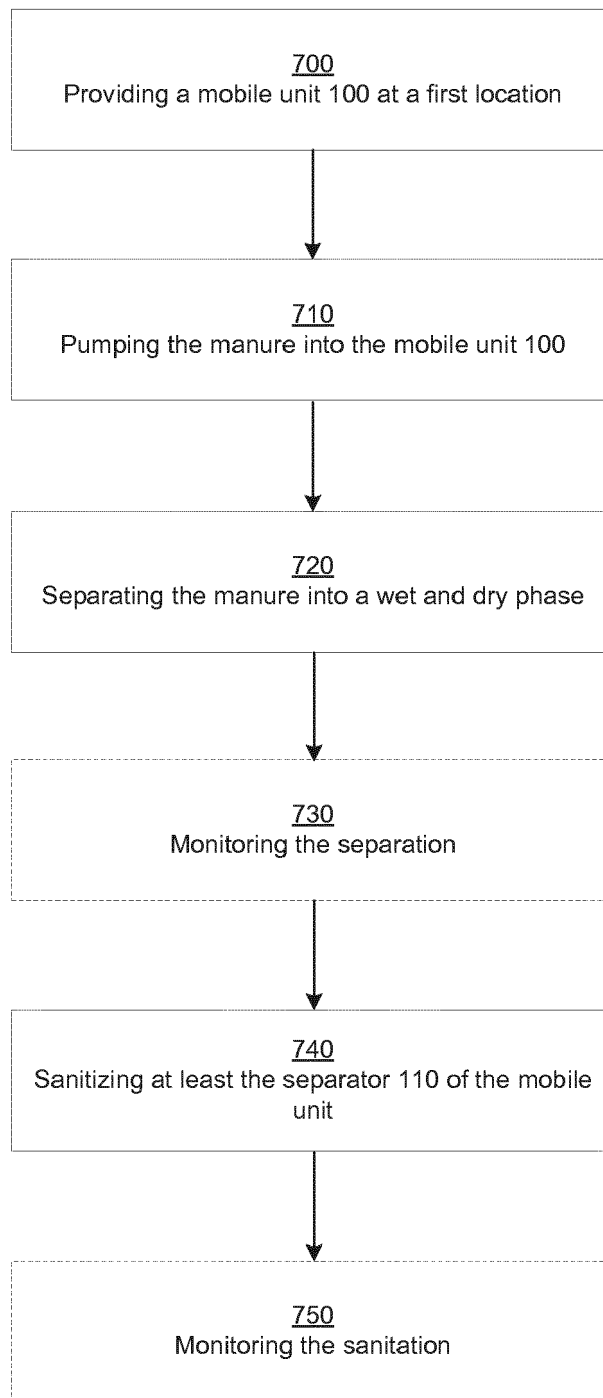 700
Providing a mobile unit 100 at a first location
710
Pumping the manure into the mobile unit 100
720
Separating the manure into a wet and dry phase
730
Monitoring the separation
740
Sanitizing at least the separator 110 of the mobile
unit
750
Monitoring the sanitation